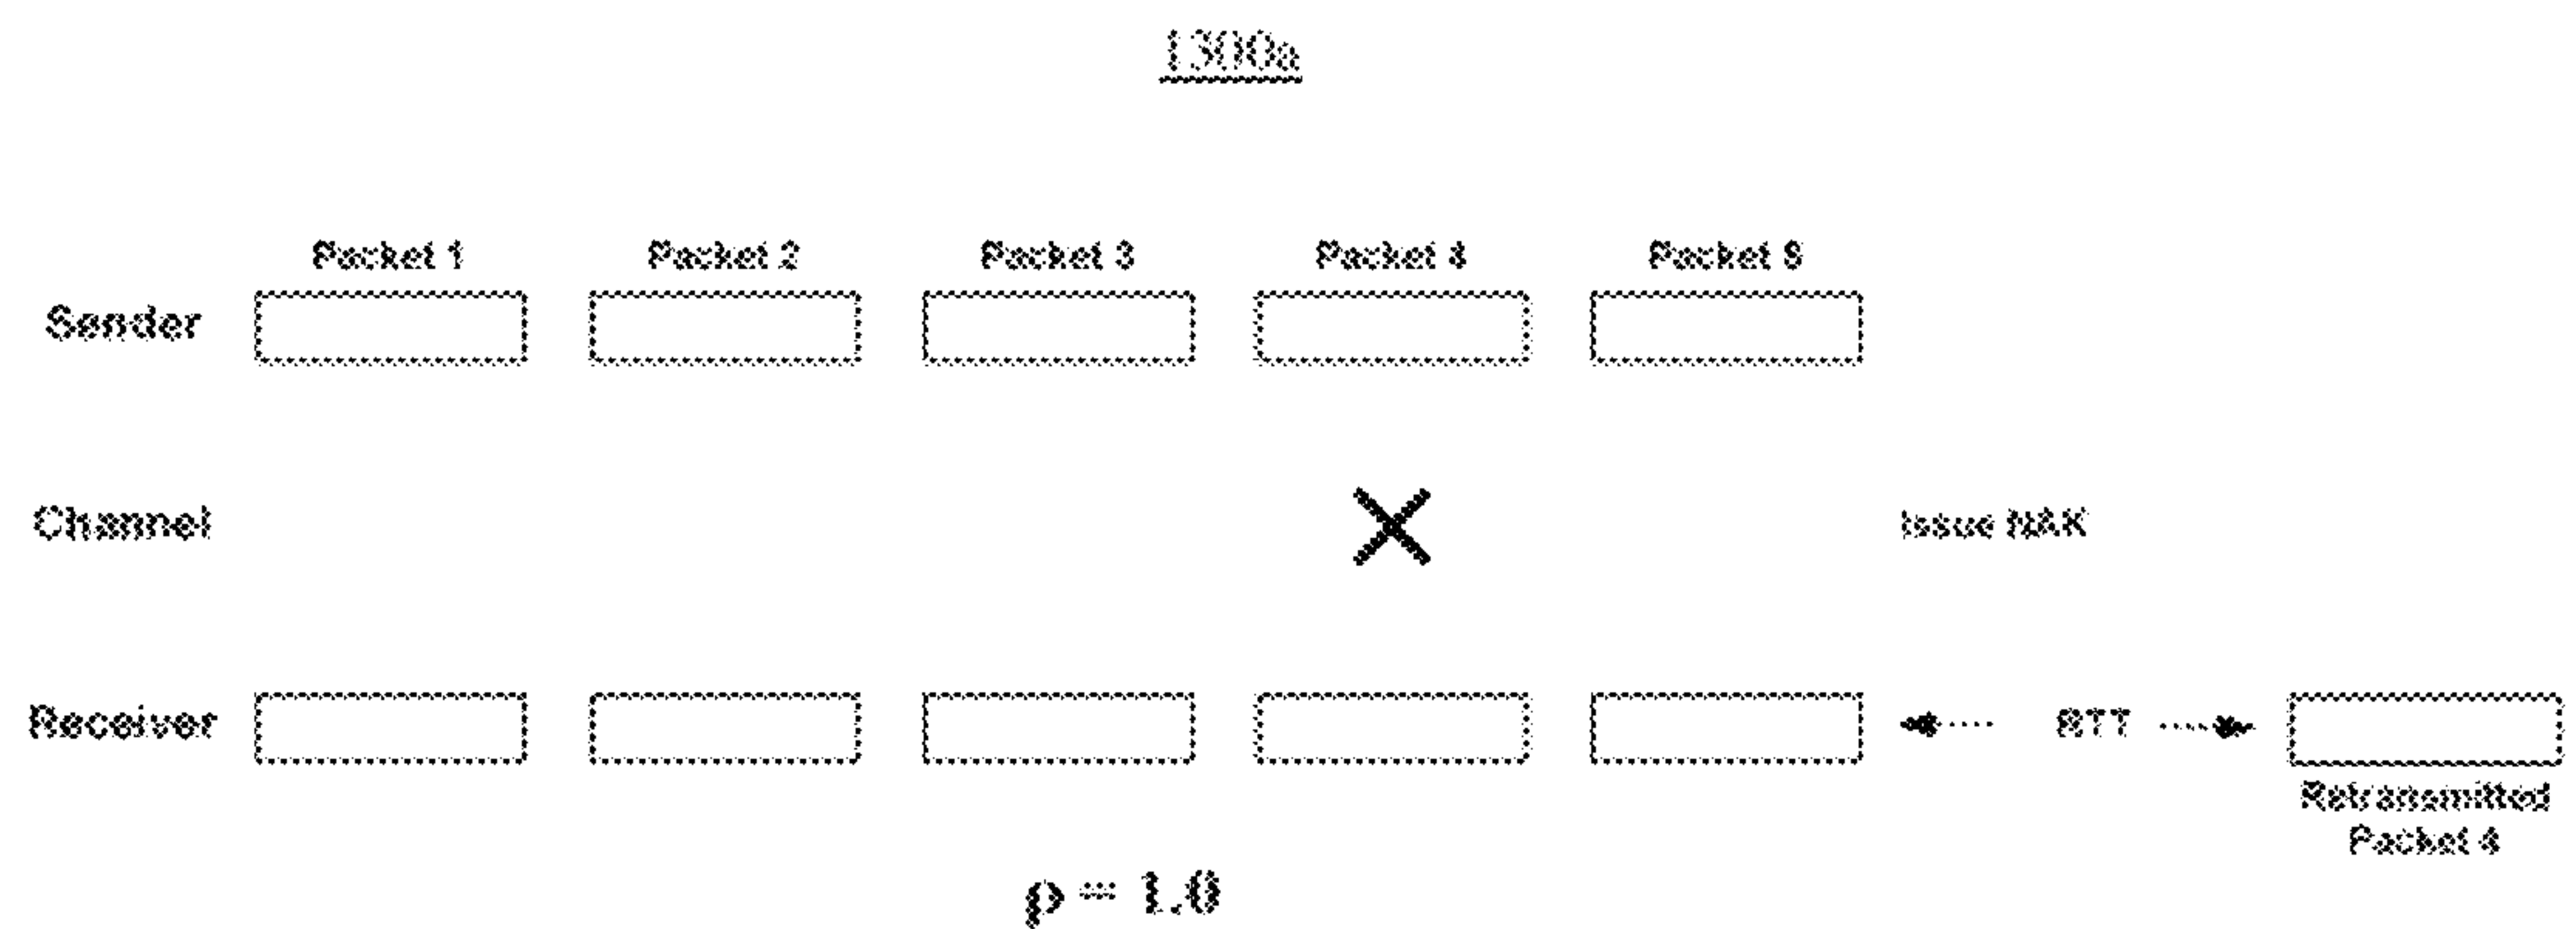 1300a
Packet 1 Packet 2 Packet 3 Packet 4 Packet 5
Sender
Channel Issue NAK
Receiver RTT
Retransmitted
Packet 4
ρ = 1.0